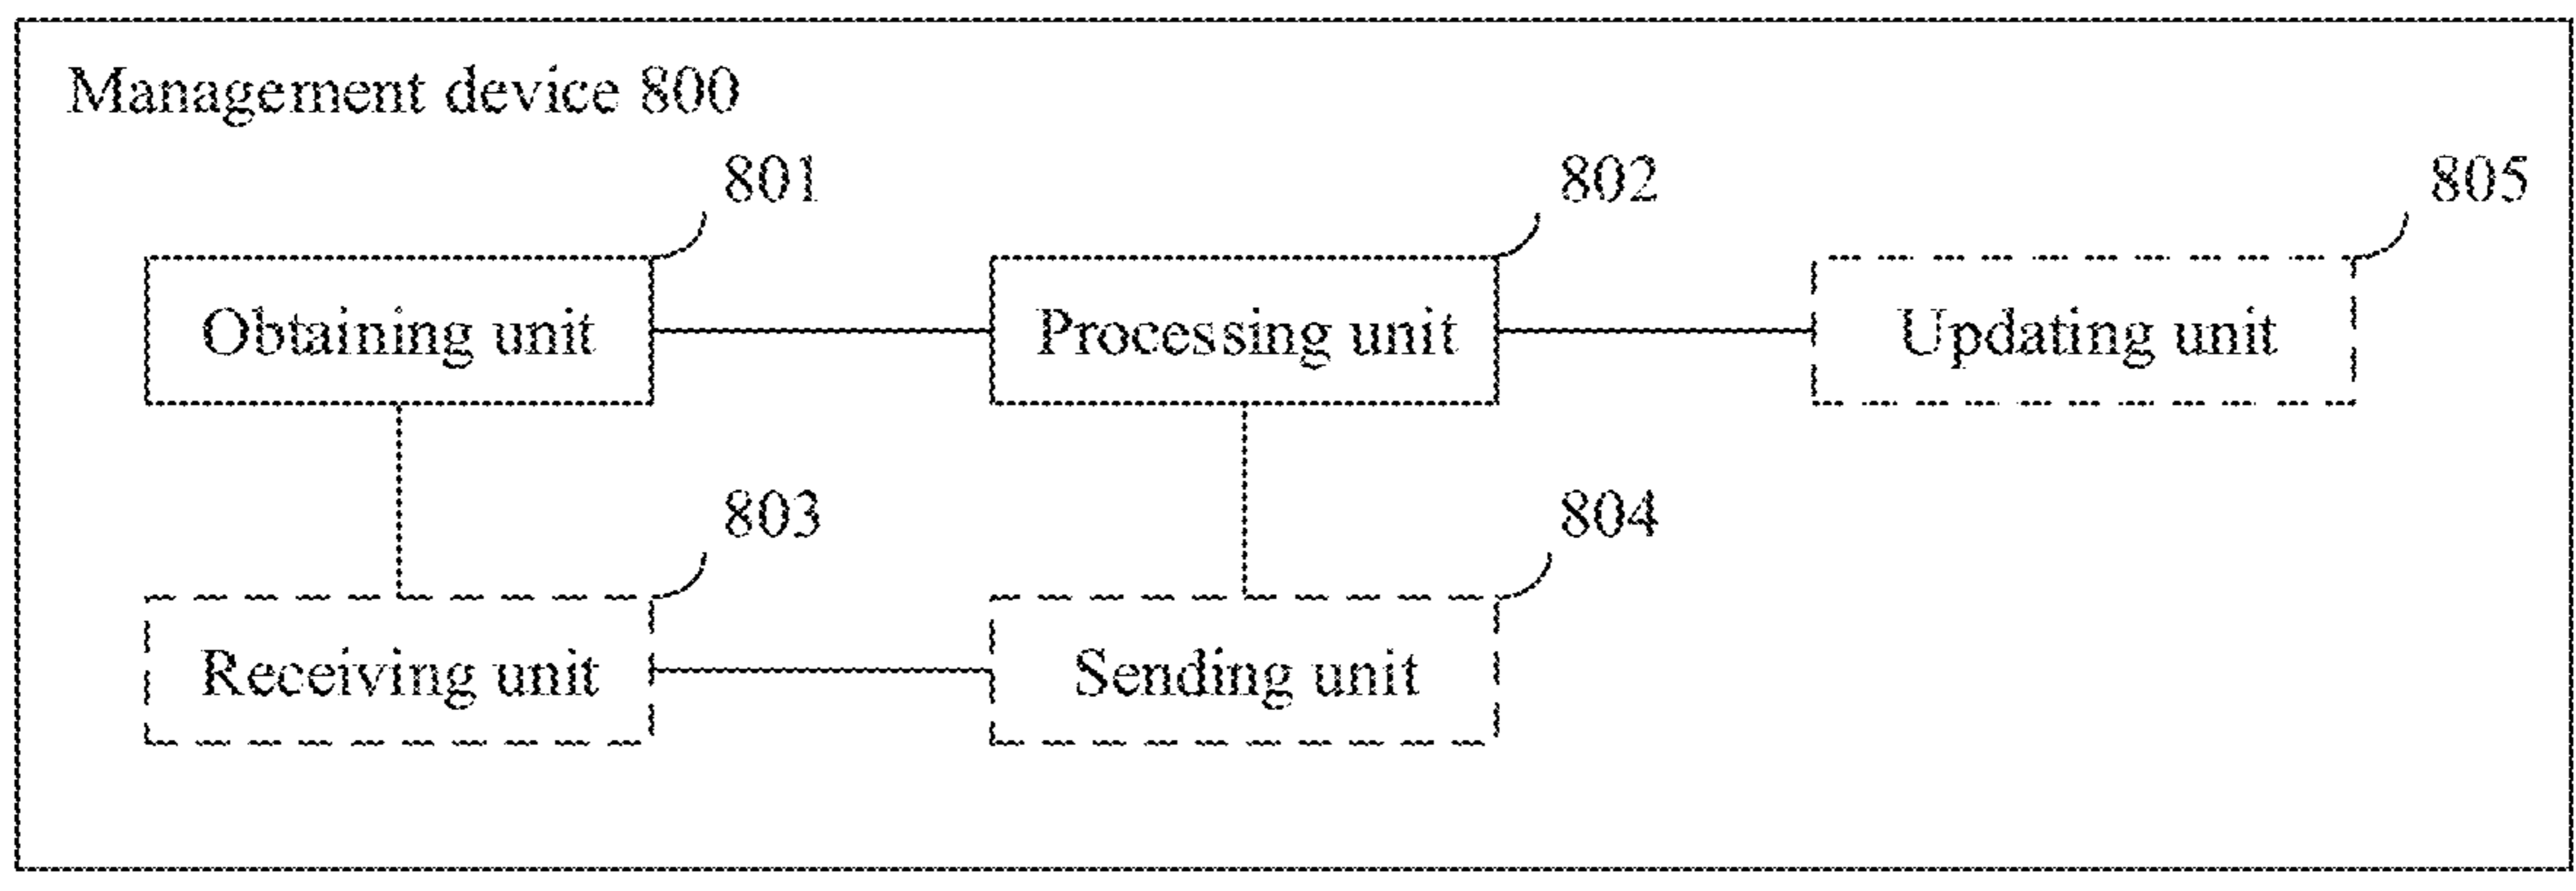 Management device 800
801
802
805
Obtaining unit
Processing unit
Updating unit
803
804
Receiving unit
Sending unit